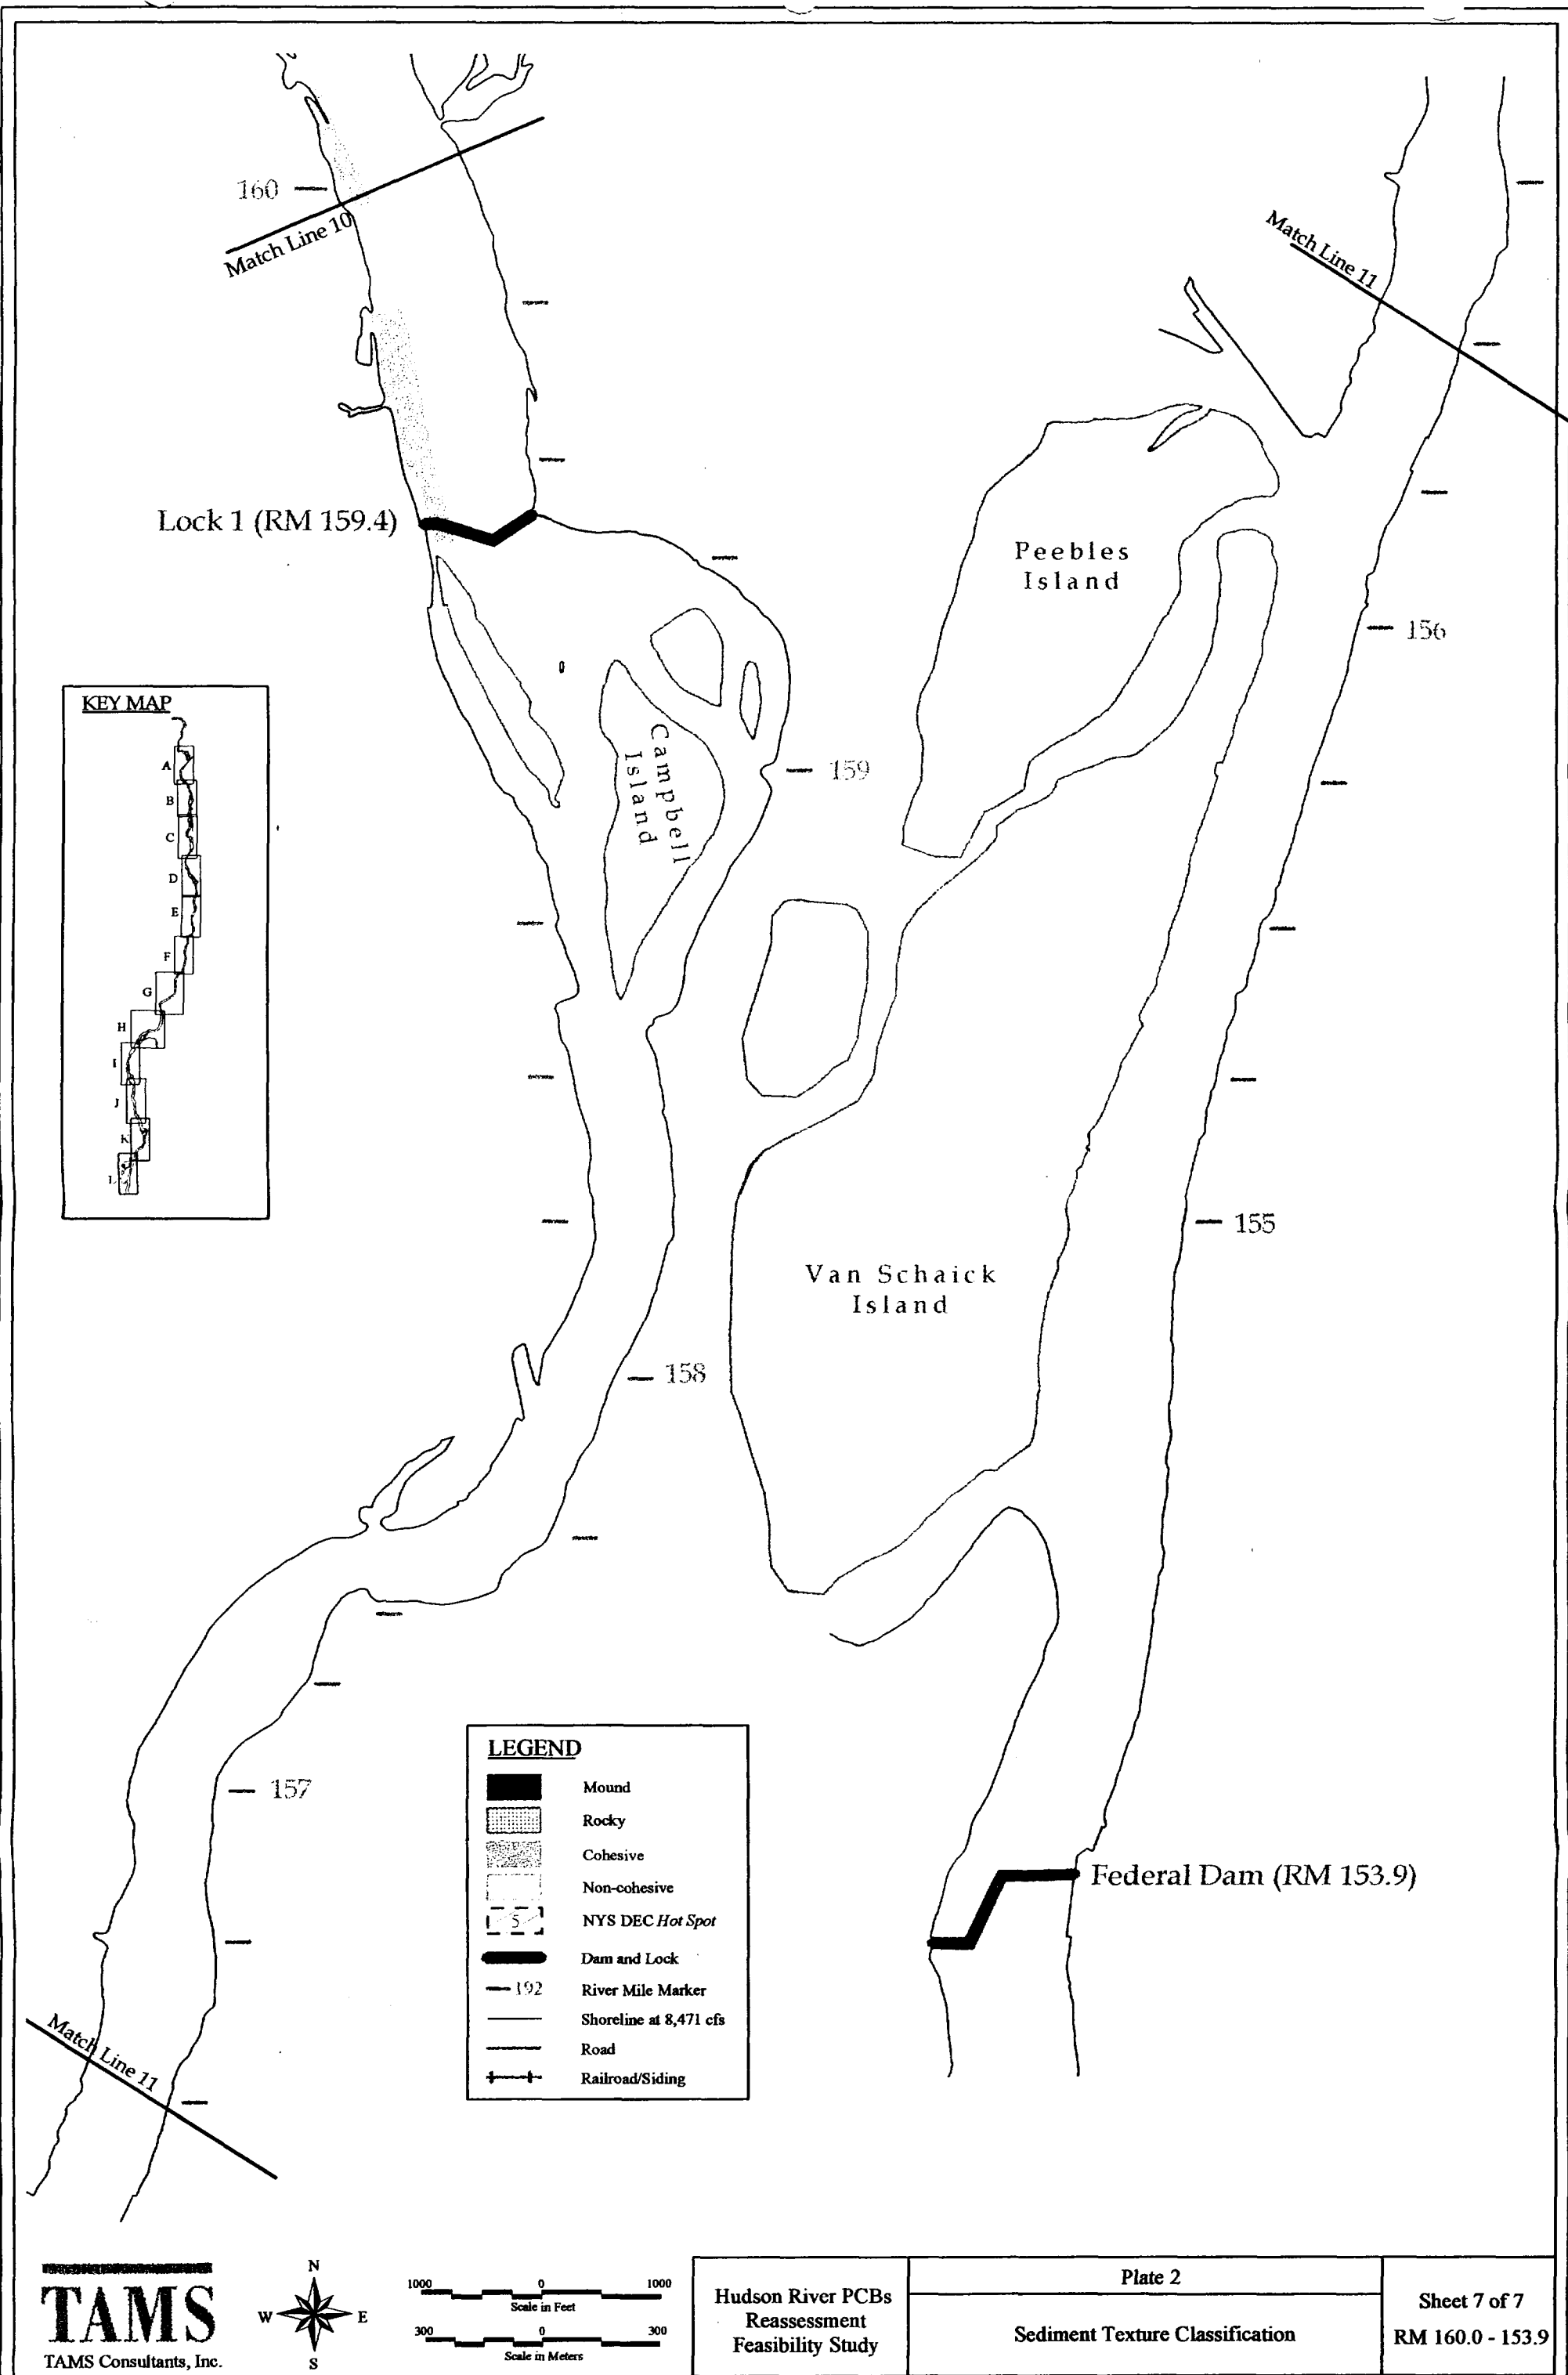 160
Match Line 10
Match Line 11
Lock 1 (RM 159.4)
Peebles
Island
156
KEY MAP
A
B
C
D
E
F
G
H
I
J
K
L
Campbell
Island
159
155
Van Schaick
Island
158
157
LEGEND
Mound
Rocky
Cohesive
Non-cohesive
5 NYS DEC Hot Spot
Dam and Lock
192 River Mile Marker
Shoreline at 8,471 cfs
Road
Railroad/Siding
Federal Dam (RM 153.9)
Match Line 11
TAMS
TAMS Consultants, Inc.
N
W E
S
1000 0 1000
Scale in Feet
300 0 300
Scale in Meters
Hudson River PCBs
Reassessment
Feasibility Study
Plate 2
Sediment Texture Classification
Sheet 7 of 7
RM 160.0 - 153.9